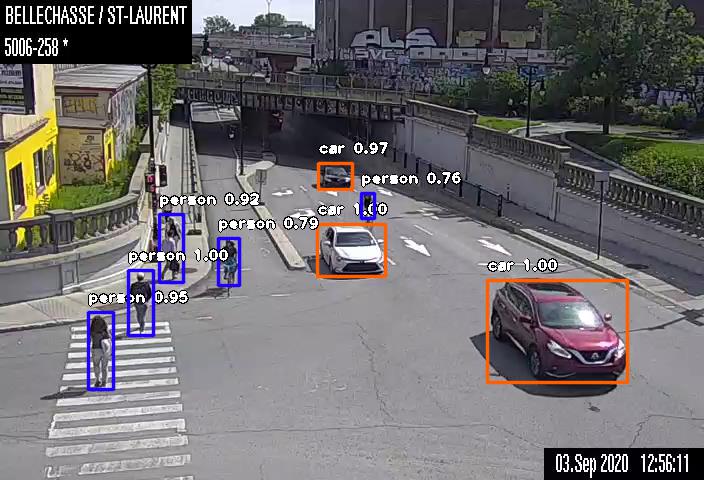 BELLECHASSE / ST-LAURENT
5006-258 *
car 0.97
person 0.76
person 0.92
car 1.00
person 0.79
person 1.00
car 1.00
person 0.95
03.Sep 2020 12:56:11